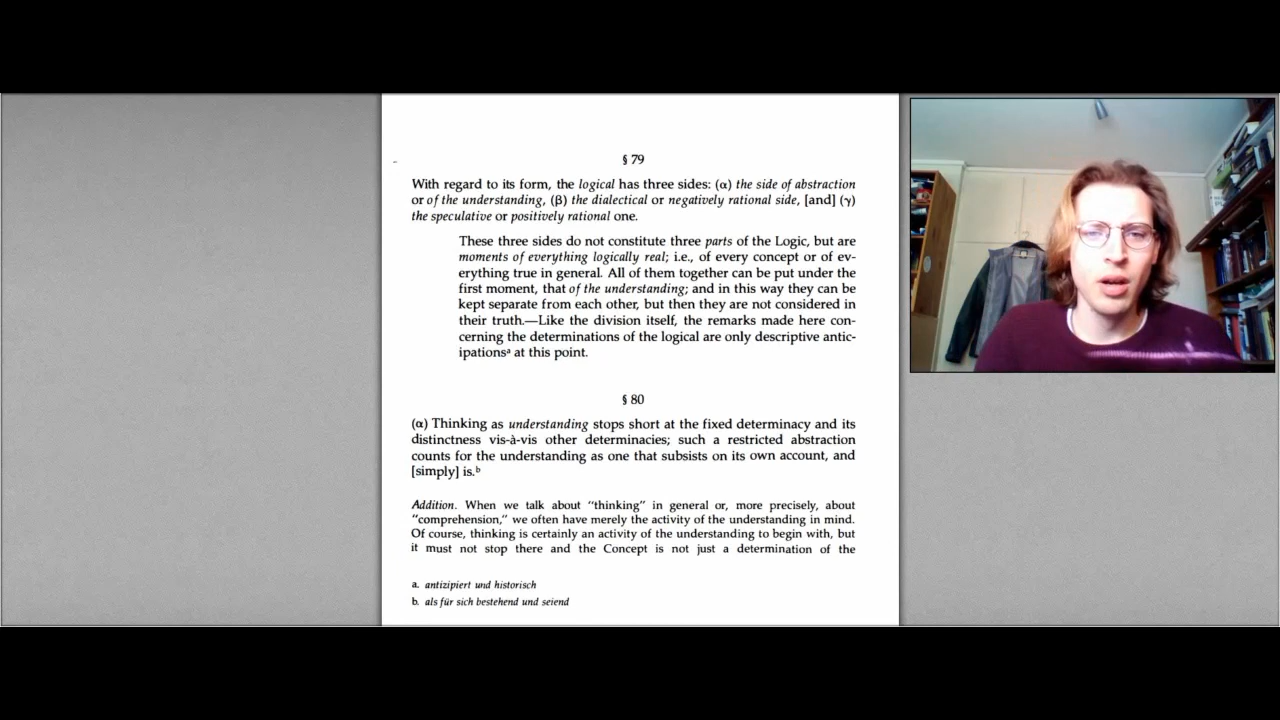 § 79
With regard to its form, the logical has three sides: (α) the side of abstraction
or of the understanding, (β) the dialectical or negatively rational side, [and] (γ)
the speculative or positively rational one.
These three sides do not constitute three parts of the Logic, but are
moments of everything logically real; i.e., of every concept or of ev-
erything true in general. All of them together can be put under the
first moment, that of the understanding; and in this way they can be
kept separate from each other, but then they are not considered in
their truth.—Like the division itself, the remarks made here con-
cerning the determinations of the logical are only descriptive antic-
ipationsᵃ at this point.
§ 80
(α) Thinking as understanding stops short at the fixed determinacy and its
distinctness vis-à-vis other determinacies; such a restricted abstraction
counts for the understanding as one that subsists on its own account, and
[simply] is.ᵇ
Addition. When we talk about "thinking" in general or, more precisely, about
"comprehension," we often have merely the activity of the understanding in mind.
Of course, thinking is certainly an activity of the understanding to begin with, but
it must not stop there and the Concept is not just a determination of the
a. antizipiert und historisch
b. als für sich bestehend und seiend